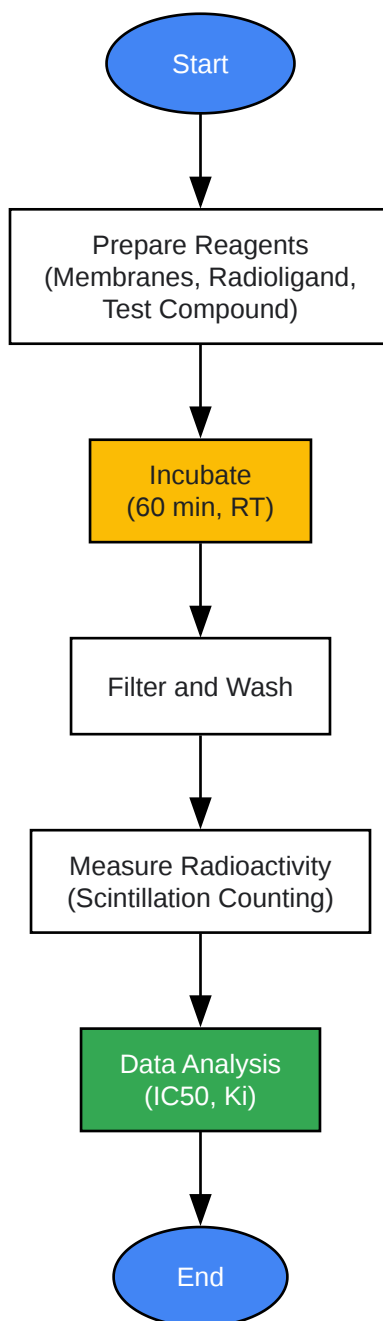 Start
Prepare Reagents
(Membranes, Radioligand,
Test Compound)
Incubate
(60 min, RT)
Filter and Wash
Measure Radioactivity
(Scintillation Counting)
Data Analysis
(IC50, Ki)
End